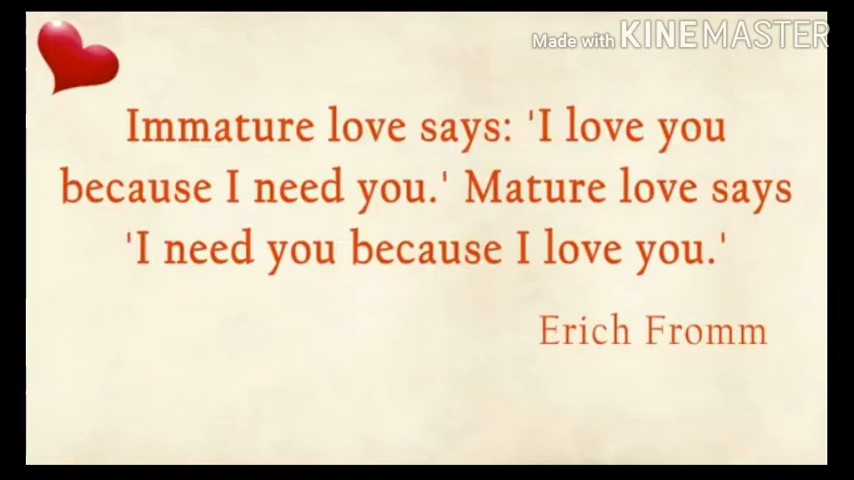 Made with KINEMASTER
Immature love says: 'I love you
because I need you.' Mature love says
'I need you because I love you.'
Erich Fromm